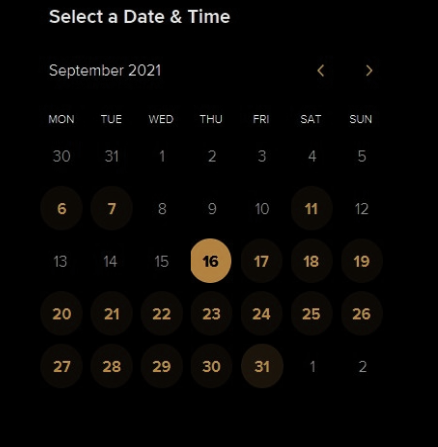 Select a Date & Time
September 2021
MON TUE WED THU FRI SAT SUN
30 31 1 2 3 4 5
6 7 8 9 10 11 12
13 14 15 16 17 18 19
20 21 22 23 24 25 26
27 28 29 30 31 1 2